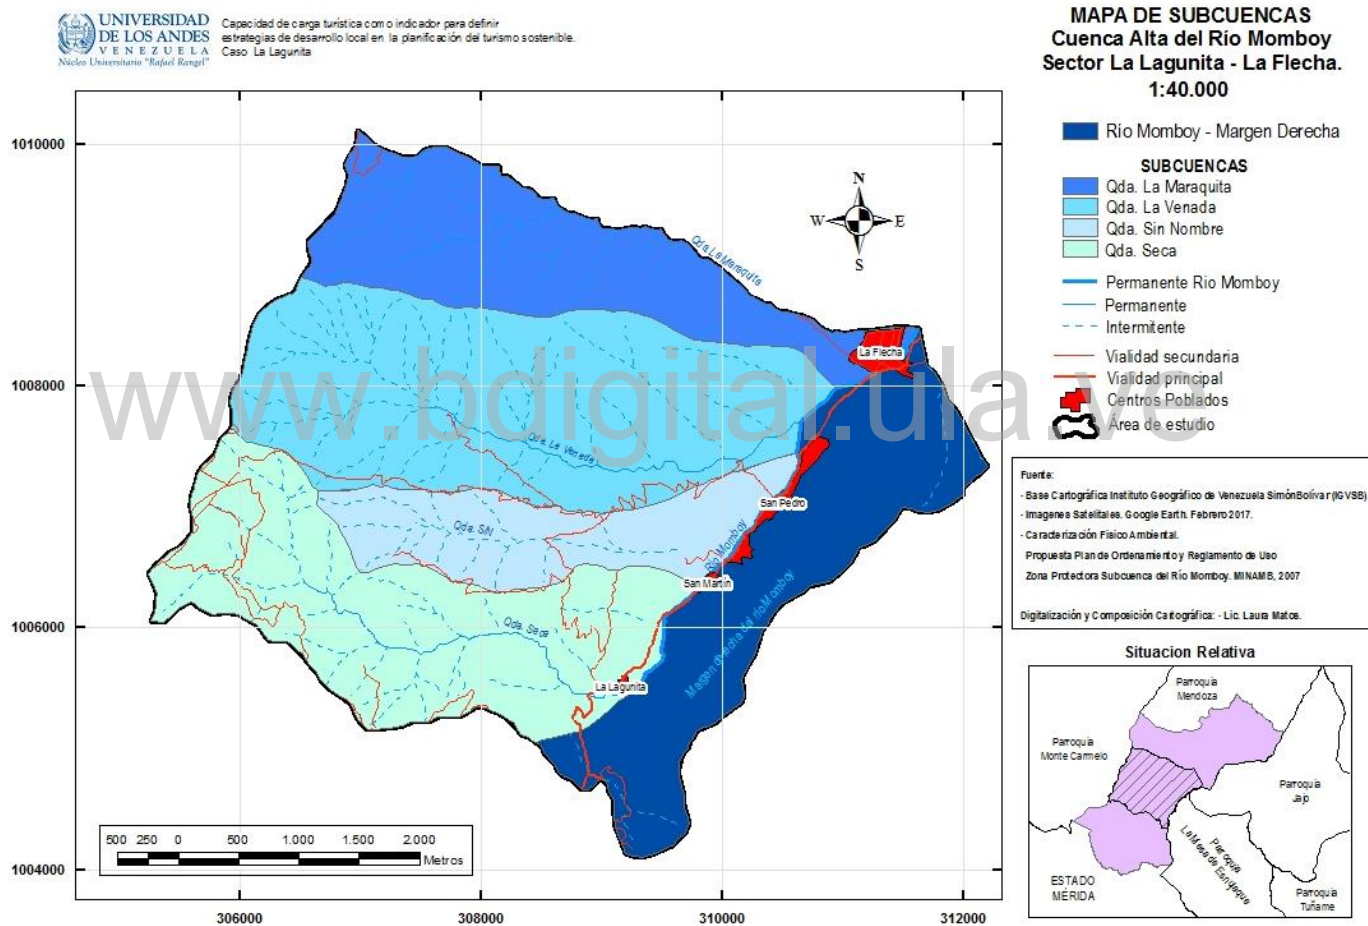 UNIVERSIDAD
DE LOS ANDES
VENEZUELA
Núcleo Universitario "Rafael Rangel"
Capacidad de carga turística como indicador para definir
estrategias de desarrollo local en la planificación del turismo sostenible.
Caso La Lagunita
MAPA DE SUBCUENCAS
Cuenca Alta del Río Momboy
Sector La Lagunita - La Flecha.
1:40.000
Río Momboy - Margen Derecha
SUBCUENCAS
Qda. La Maraquita
Qda. La Venada
Qda. Sin Nombre
Qda. Seca
Permanente Rio Momboy
Permanente
Intermitente
Vialidad secundaria
Vialidad principal
Centros Poblados
Área de estudio
Fuente:
- Base Cartográfica Instituto Geográfico de Venezuela SimónBolívar (IGVSB)
- Imagenes Satelitales. Google Earth. Febrero 2017.
- Caracterización Físico Ambiental.
Propuesta Plan de Ordenamiento y Reglamento de Uso
Zona Protectora Subcuenca del Río Momboy. MINAMB, 2007
Digitalización y Composición Cartográfica: - Lic. Laura Matos.
Situacion Relativa
Parroquia
Mendoza
Parroquia
Monte Carmelo
Parroquia
Jajo
Parroquia
La Mesa de Esnujaque
Parroquia
Tuñame
ESTADO
MÉRIDA
1010000
1008000
1006000
1004000
306000
308000
310000
312000
N
W
E
S
Qda La Maraquita
La Flecha
Qda. La Venada
San Pedro
Qda. S/N
Río Momboy
San Martín
Qda. Seca
Margen derecha del río Momboy
La Lagunita
500 250 0 500 1.000 1.500 2.000
Metros
www.bdigital.ula.ve